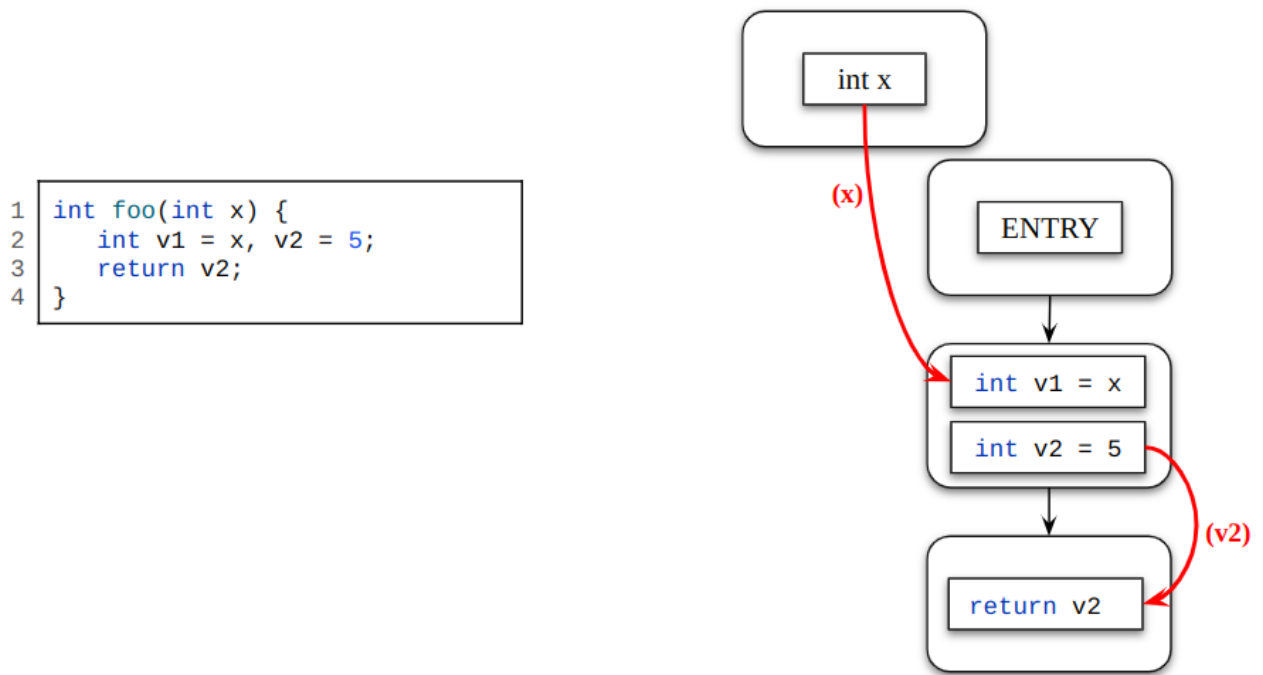 1 int foo(int x) {
2 int v1 = x, v2 = 5;
3 return v2;
4 }
int x
(x)
ENTRY
int v1 = x
int v2 = 5
(v2)
return v2